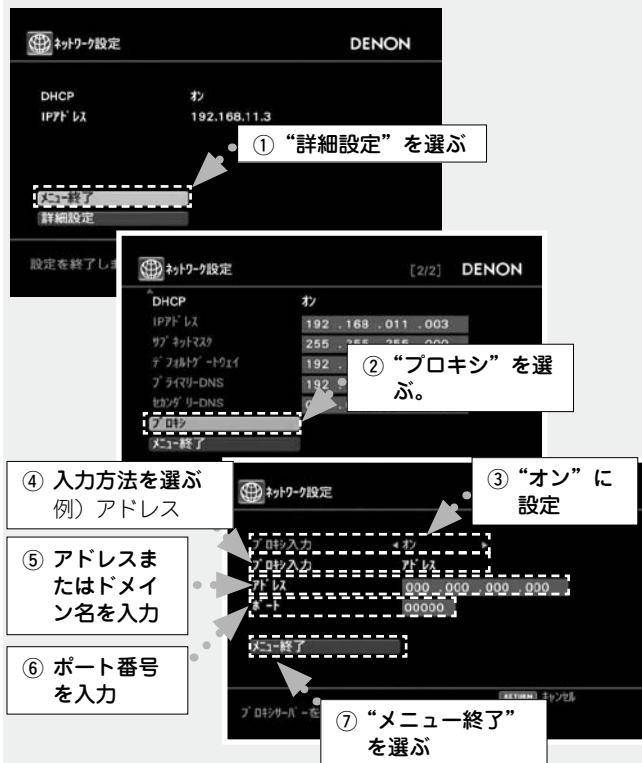 ネットワーク設定
DENON
DHCP オン
IPアドレス 192.168.11.3
① “詳細設定” を選ぶ
メニュー終了
詳細設定
設定を終了しま
ネットワーク設定 [2/2] DENON
DHCP オン
IPアドレス 192 .168 .011 .003
サブネットマスク 255 .255 .255 .000
デフォルトゲートウェイ 192 .
プライマリ-DNS 192 .
セカンダリ-DNS
② “プロキシ” を選
ぶ。
プロキシ
メニュー終了
ネットワーク設定
③ “オン” に
設定
④ 入力方法を選ぶ
例）アドレス
プロキシ入力 オン
プロキシ入力 アドレス
⑤ アドレスま
たはドメイ
ン名を入力
アドレス 000 .000 .000 .000
ポート 00000
⑥ ポート番号
を入力
メニュー終了
RETURN キャンセル
プロキシサーバーを
⑦ “メニュー終了”
を選ぶ